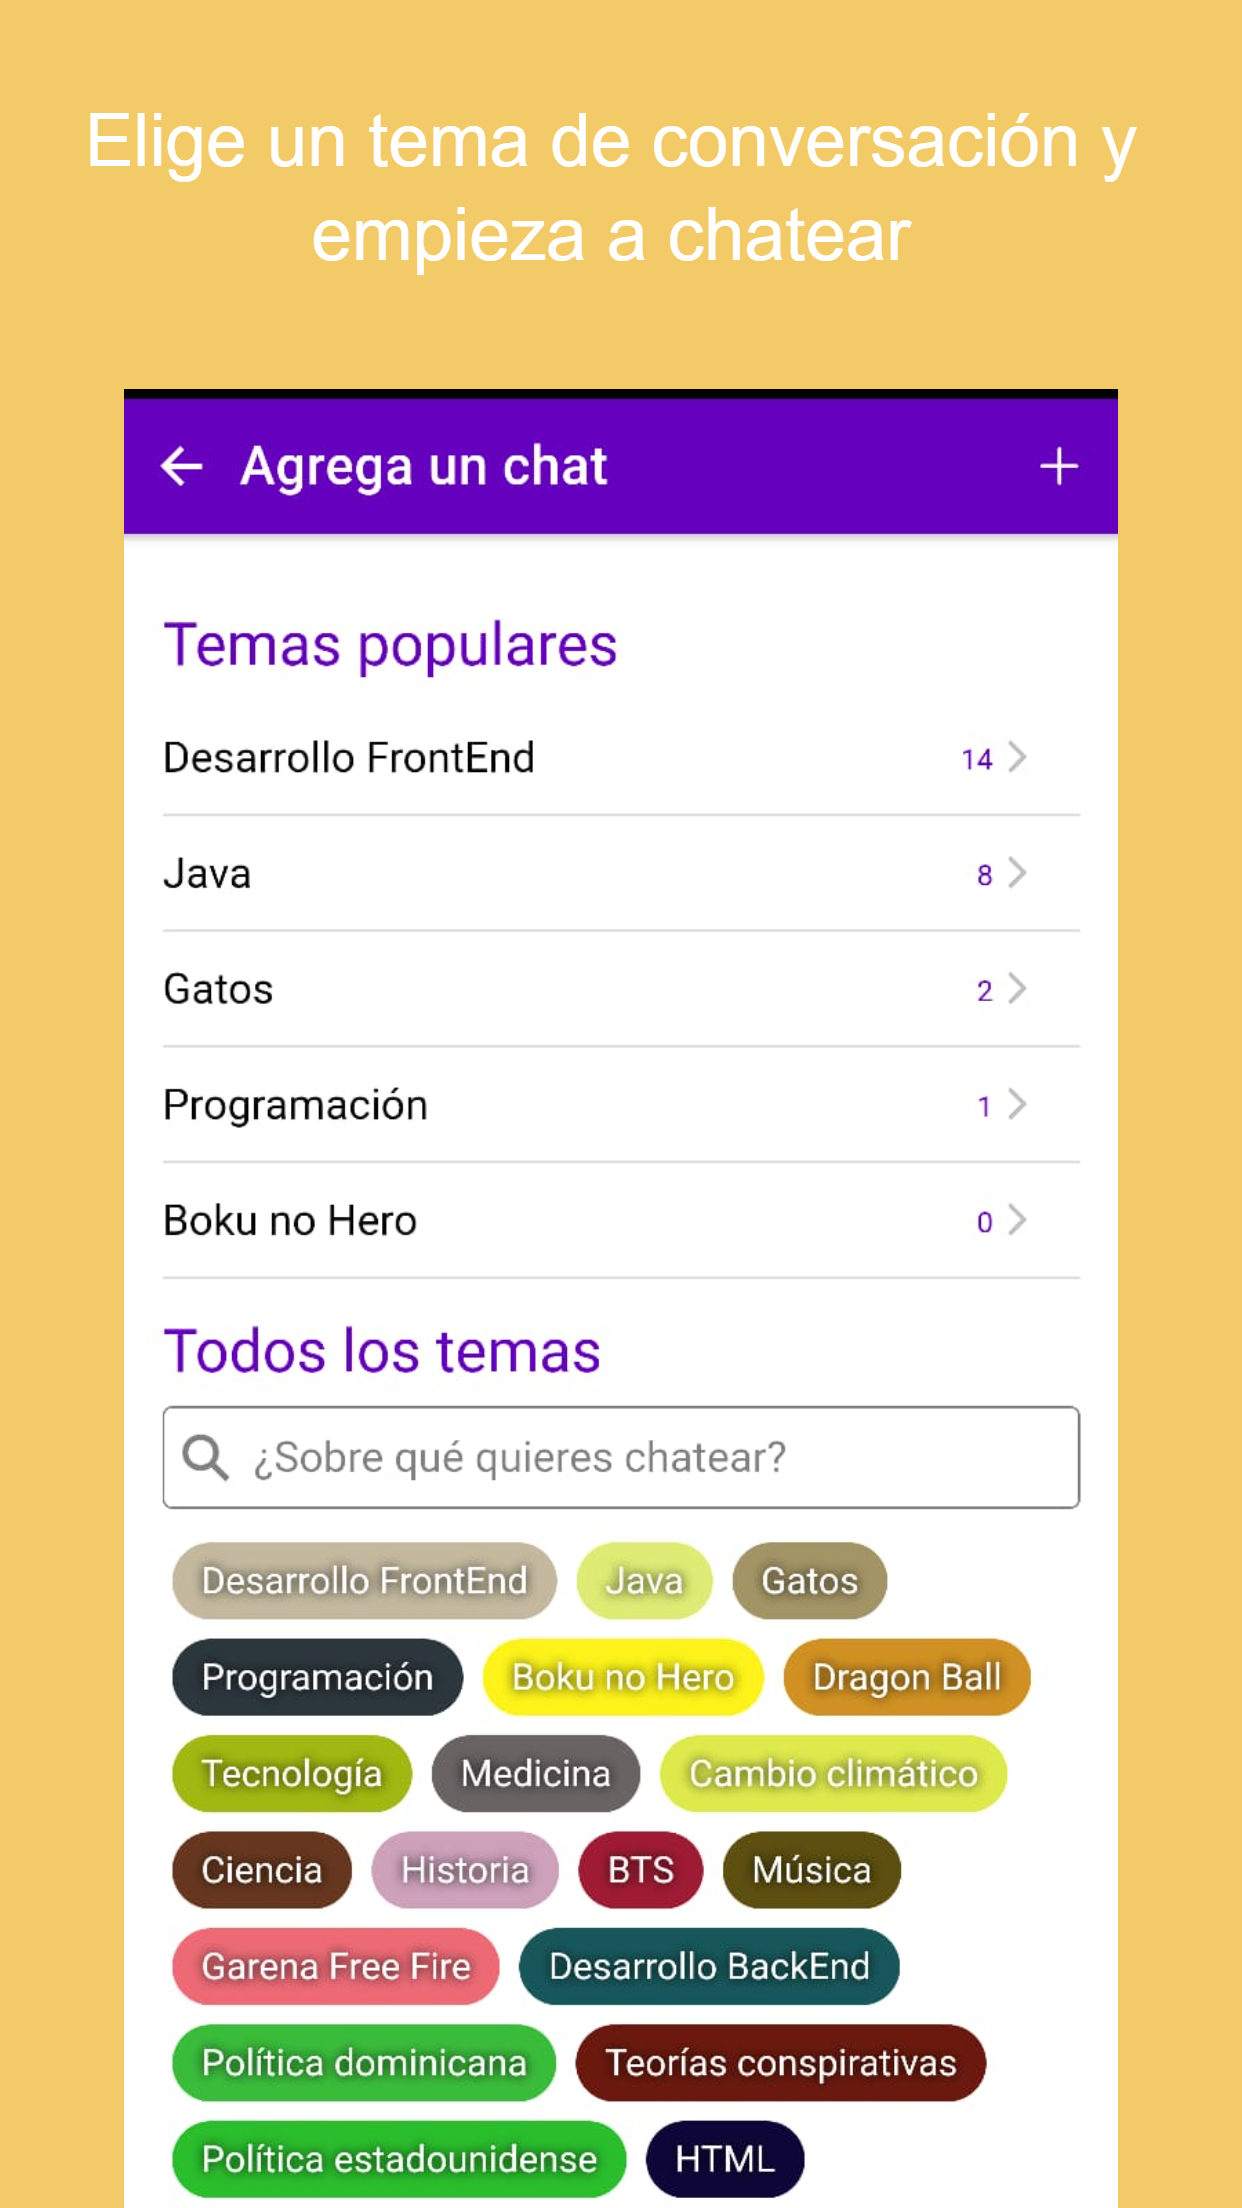 Elige un tema de conversación y
empieza a chatear
Agrega un chat
Temas populares
Desarrollo FrontEnd 14
Java 8
Gatos 2
Programación 1
Boku no Hero 0
Todos los temas
¿Sobre qué quieres chatear?
Desarrollo FrontEnd Java Gatos
Programación Boku no Hero Dragon Ball
Tecnología Medicina Cambio climático
Ciencia Historia BTS Música
Garena Free Fire Desarrollo BackEnd
Política dominicana Teorías conspirativas
Política estadounidense HTML